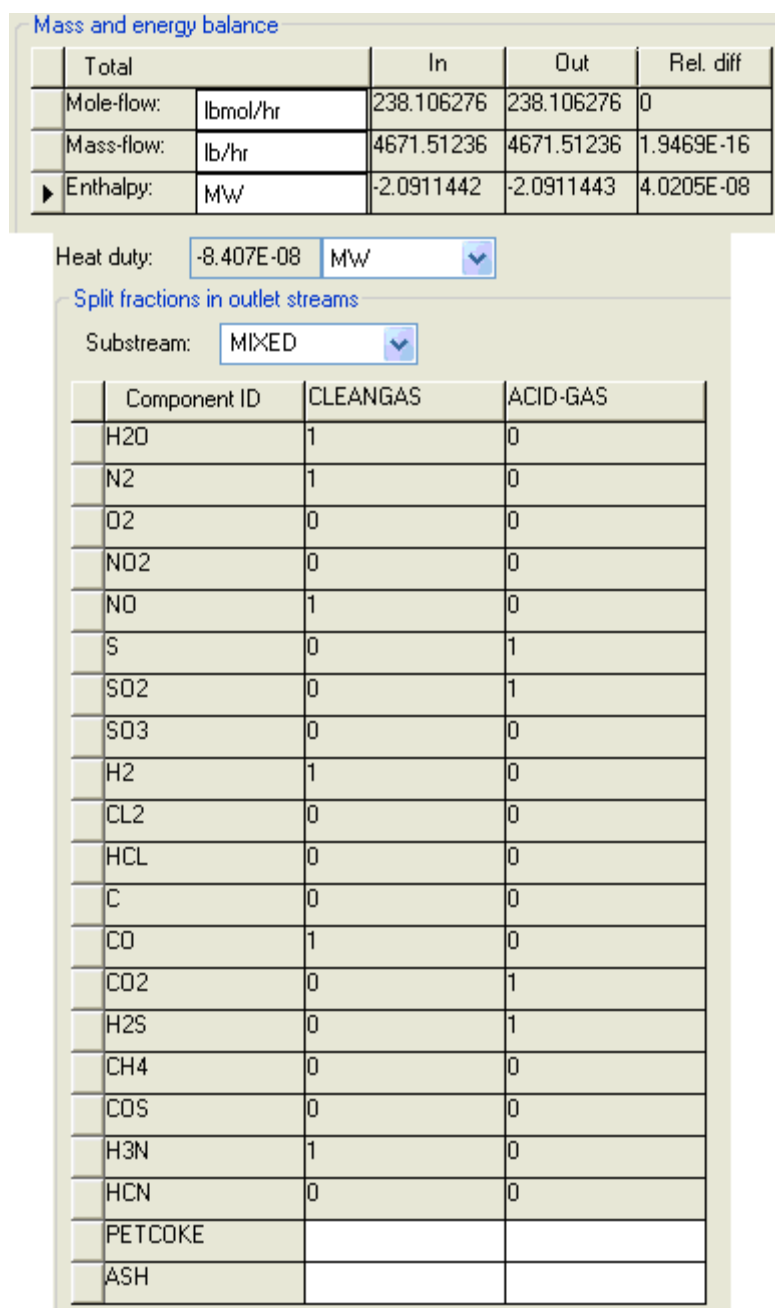 Mass and energy balance
Total In Out Rel. diff
Mole-flow: lbmol/hr 238.106276 238.106276 0
Mass-flow: lb/hr 4671.51236 4671.51236 1.9469E-16
Enthalpy: MW -2.0911442 -2.0911443 4.0205E-08
Heat duty: -8.407E-08 MW
Split fractions in outlet streams
Substream: MIXED
Component ID CLEANGAS ACID-GAS
H2O 1 0
N2 1 0
O2 0 0
NO2 0 0
NO 1 0
S 0 1
SO2 0 1
SO3 0 0
H2 1 0
CL2 0 0
HCL 0 0
C 0 0
CO 1 0
CO2 0 1
H2S 0 1
CH4 0 0
COS 0 0
H3N 1 0
HCN 0 0
PETCOKE
ASH